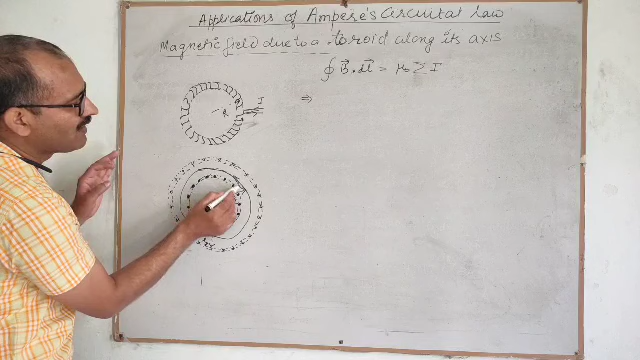 Applications of Ampere's Circuital Law
Magnetic field due to a toroid along its axis
∮ B⃗ . dl⃗ = μ₀ Σ I
I
⇒